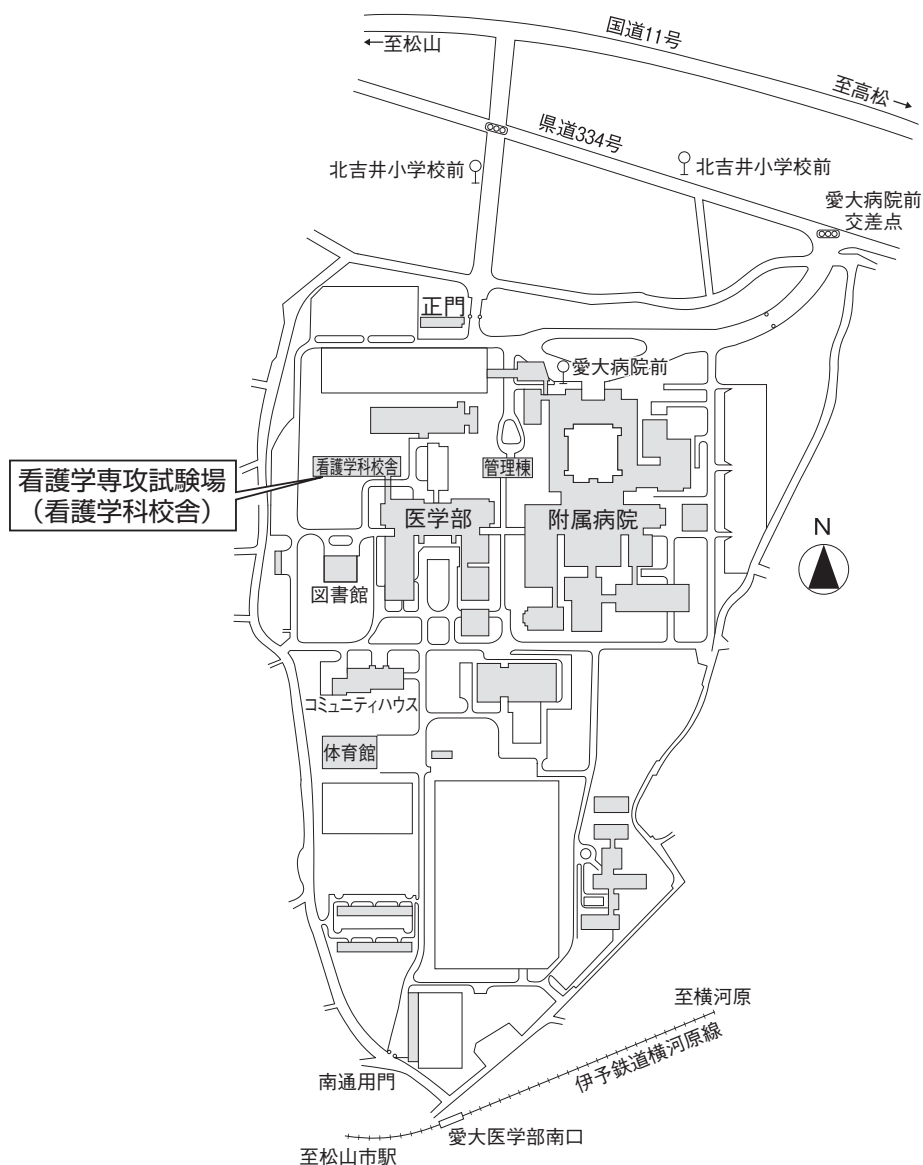 国道11号
←至松山
至高松→
県道334号
北吉井小学校前
北吉井小学校前
愛大病院前
交差点
正門
愛大病院前
看護学専攻試験場
（看護学科校舎）
看護学科校舎
管理棟
医学部
附属病院
N
図書館
コミュニティハウス
体育館
至横河原
伊予鉄道横河原線
南通用門
愛大医学部南口
至松山市駅